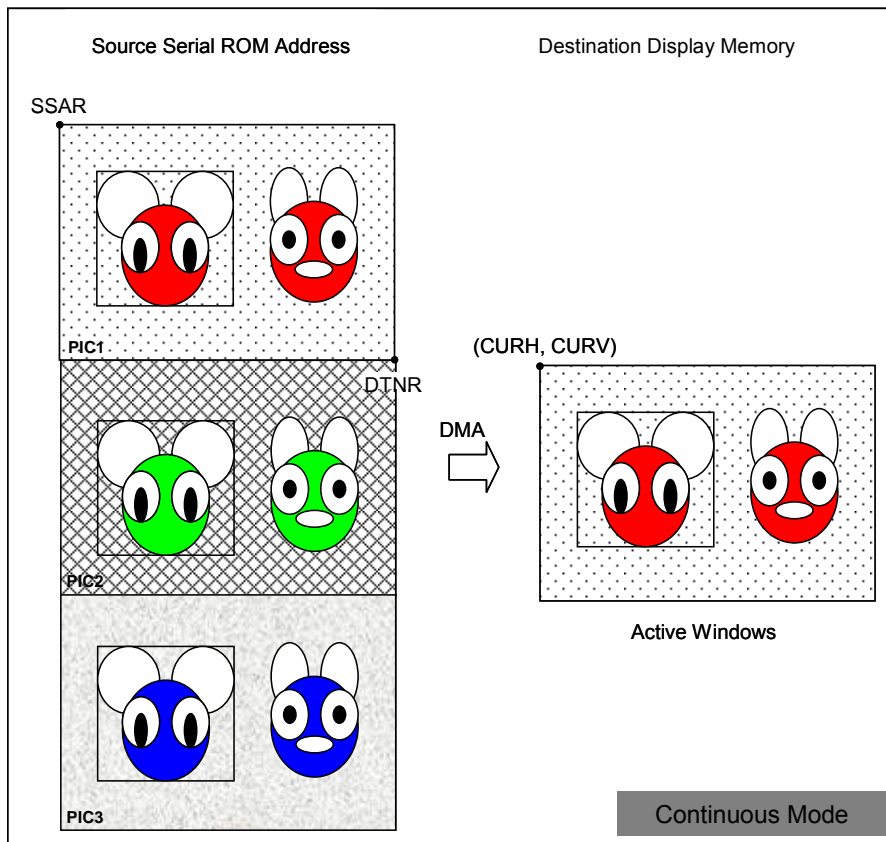 Source Serial ROM Address
Destination Display Memory
SSAR
PIC1
DTNR
(CURH, CURV)
DMA
PIC2
Active Windows
PIC3
Continuous Mode